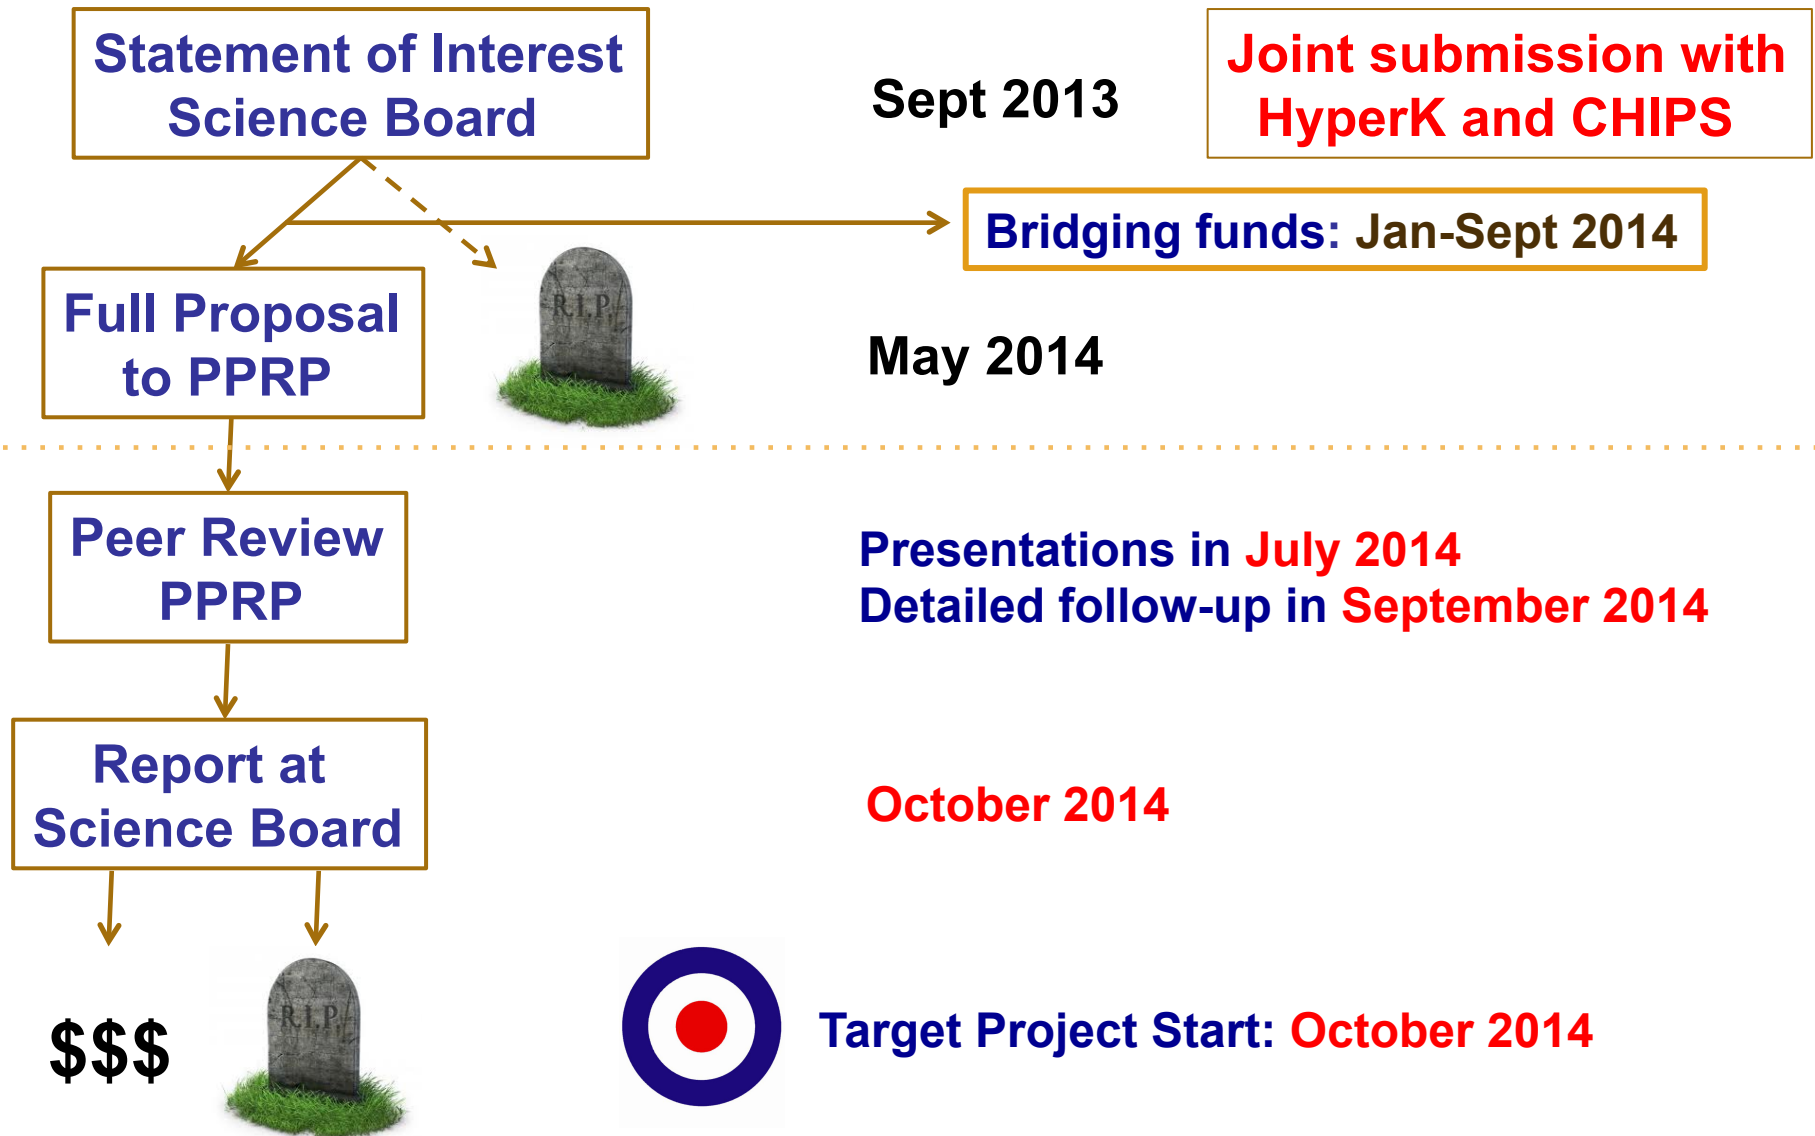 Statement of Interest
Science Board
Sept 2013
Joint submission with
HyperK and CHIPS
Bridging funds: Jan-Sept 2014
Full Proposal
to PPRP
R.I.P.
May 2014
Peer Review
PPRP
Presentations in July 2014
Detailed follow-up in September 2014
Report at
Science Board
October 2014
$$$
R.I.P.
Target Project Start: October 2014